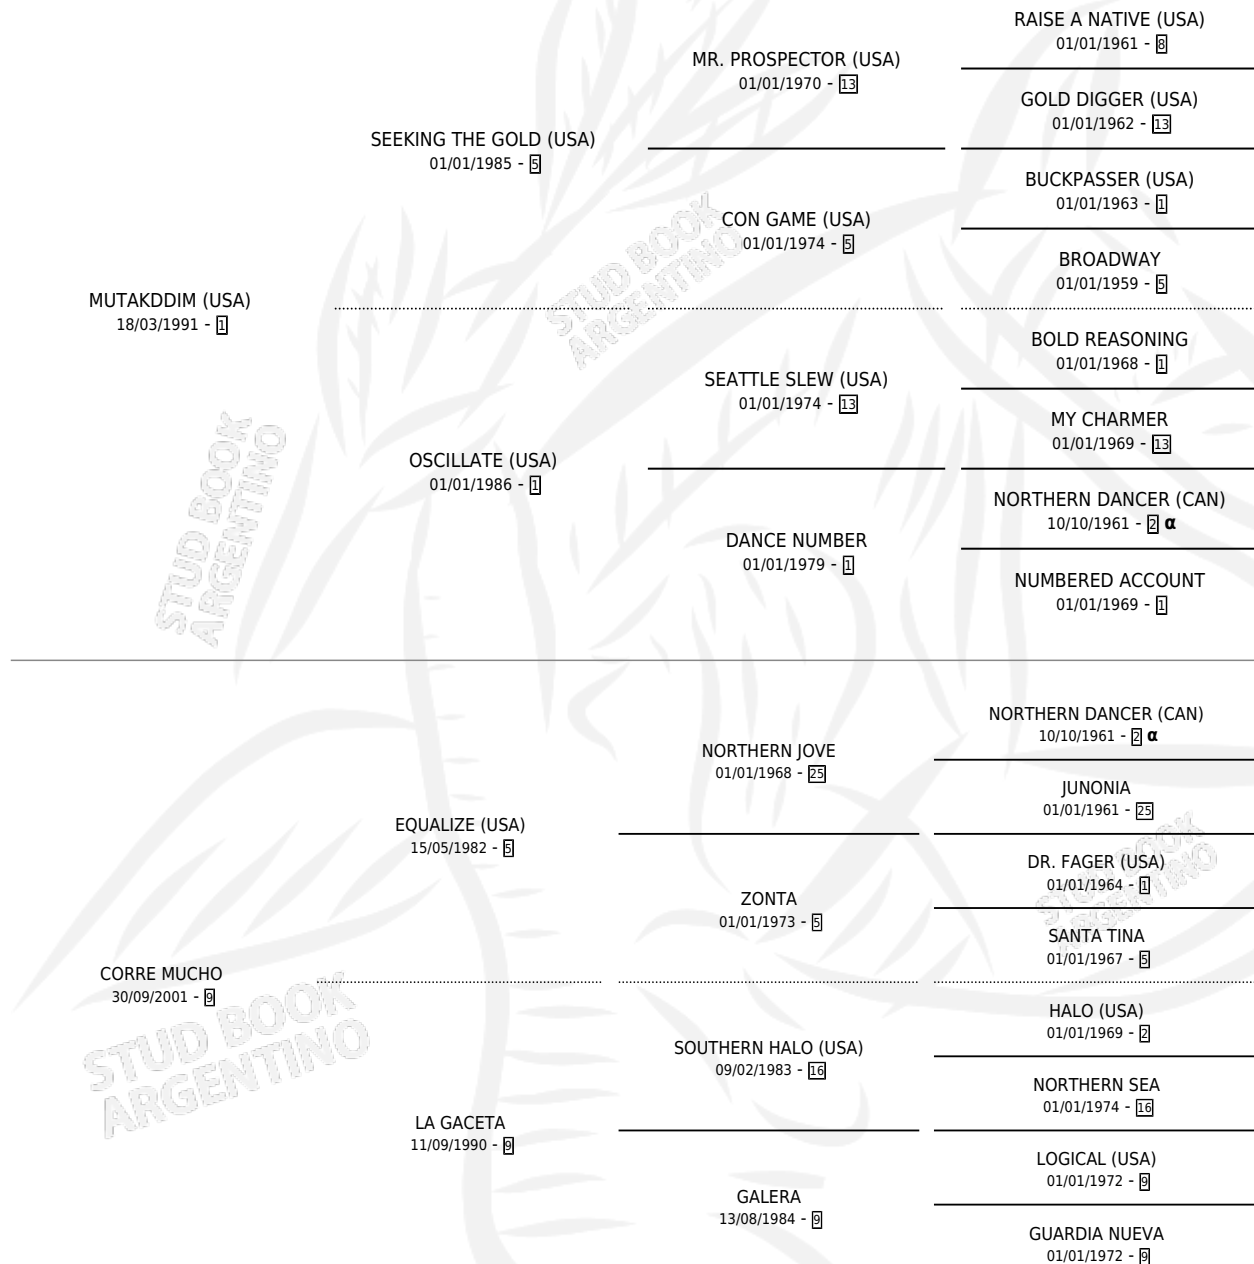 RAISE A NATIVE (USA)
01/01/1961 - 8
MR. PROSPECTOR (USA)
01/01/1970 - 13
GOLD DIGGER (USA)
01/01/1962 - 13
SEEKING THE GOLD (USA)
01/01/1985 - 5
BUCKPASSER (USA)
01/01/1963 - 1
CON GAME (USA)
01/01/1974 - 5
BROADWAY
01/01/1959 - 5
STUD BOOK
ARGENTINO
MUTAKDDIM (USA)
18/03/1991 - 1
BOLD REASONING
01/01/1968 - 1
SEATTLE SLEW (USA)
01/01/1974 - 13
MY CHARMER
01/01/1969 - 13
OSCILLATE (USA)
01/01/1986 - 1
STUD BOOK
ARGENTINO
NORTHERN DANCER (CAN)
10/10/1961 - 2 α
DANCE NUMBER
01/01/1979 - 1
NUMBERED ACCOUNT
01/01/1969 - 1
NORTHERN DANCER (CAN)
10/10/1961 - 2 α
NORTHERN JOVE
01/01/1968 - 25
JUNONIA
01/01/1961 - 25
EQUALIZE (USA)
15/05/1982 - 5
STUD BOOK
ARGENTINO
DR. FAGER (USA)
01/01/1964 - 1
ZONTA
01/01/1973 - 5
SANTA TINA
01/01/1967 - 5
CORRE MUCHO
30/09/2001 - 9
STUD BOOK
ARGENTINO
HALO (USA)
01/01/1969 - 2
SOUTHERN HALO (USA)
09/02/1983 - 16
NORTHERN SEA
01/01/1974 - 16
LA GACETA
11/09/1990 - 9
LOGICAL (USA)
01/01/1972 - 9
GALERA
13/08/1984 - 9
GUARDIA NUEVA
01/01/1972 - 9